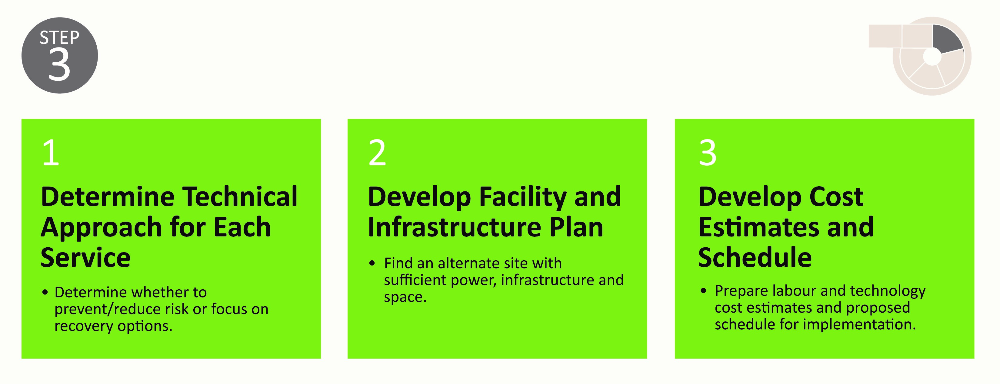 STEP
3
1
Determine Technical
Approach for Each
Service
• Determine whether to
prevent/reduce risk or focus on
recovery options.
2
Develop Facility and
Infrastructure Plan
• Find an alternate site with
sufficient power, infrastructure and
space.
3
Develop Cost
Estimates and
Schedule
• Prepare labour and technology
cost estimates and proposed
schedule for implementation.